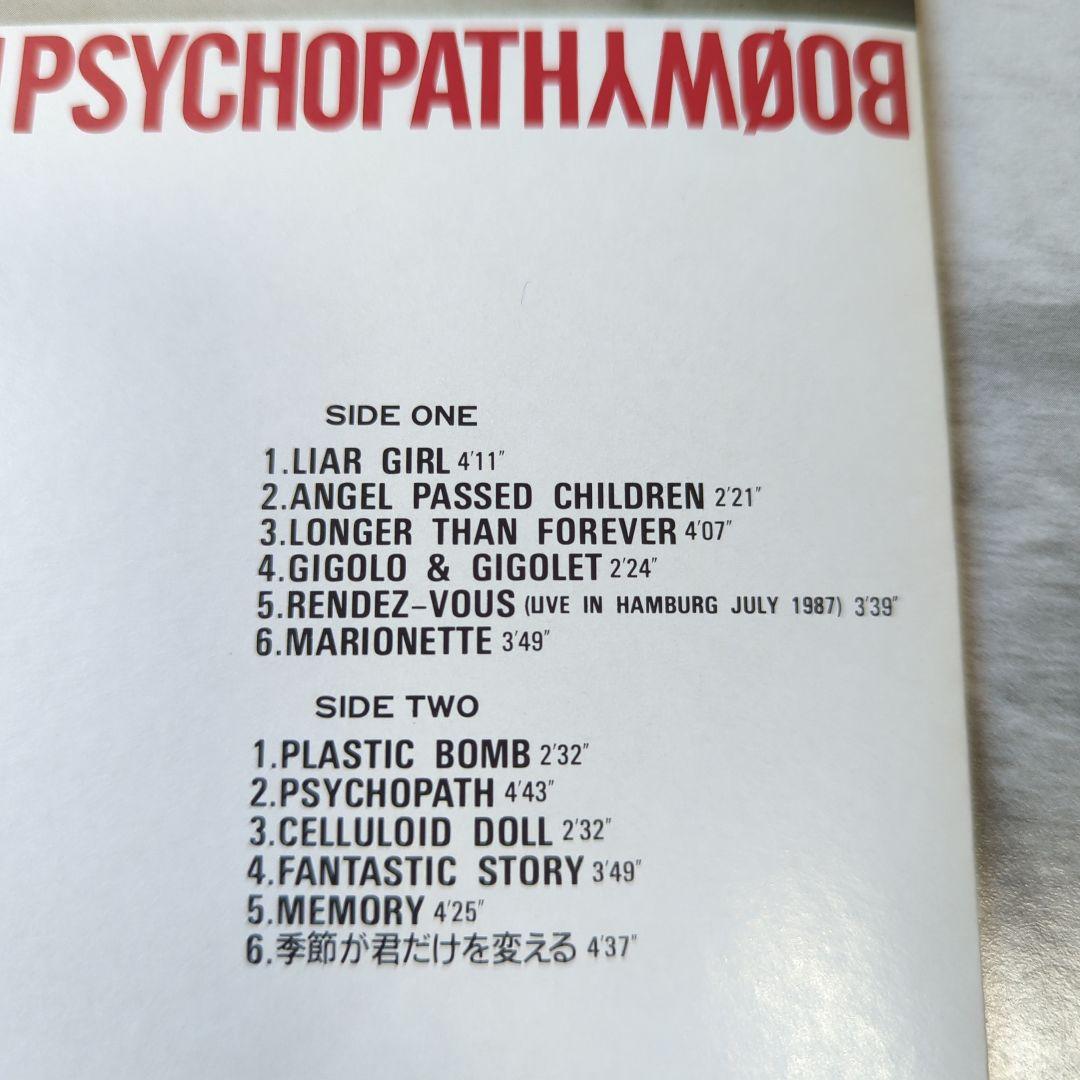 PSYCHOPATHY BOØWY
SIDE ONE
1.LIAR GIRL 4'11"
2.ANGEL PASSED CHILDREN 2'21"
3.LONGER THAN FOREVER 4'07"
4.GIGOLO & GIGOLET 2'24"
5.RENDEZ-VOUS (LIVE IN HAMBURG JULY 1987) 3'39"
6.MARIONETTE 3'49"
SIDE TWO
1.PLASTIC BOMB 2'32"
2.PSYCHOPATH 4'43"
3.CELLULOID DOLL 2'32"
4.FANTASTIC STORY 3'49"
5.MEMORY 4'25"
6.季節が君だけを変える 4'37"